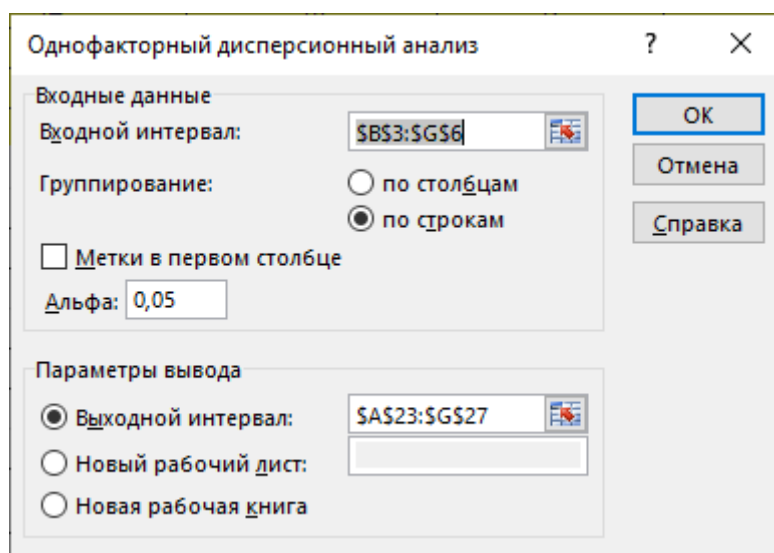 Однофакторный дисперсионный анализ ? ×
Входные данные
Входной интервал: $B$3:$G$6
Группирование: по столбцам
по строкам
Метки в первом столбце
Альфа: 0,05
ОК
Отмена
Справка
Параметры вывода
Выходной интервал: $A$23:$G$27
Новый рабочий лист:
Новая рабочая книга